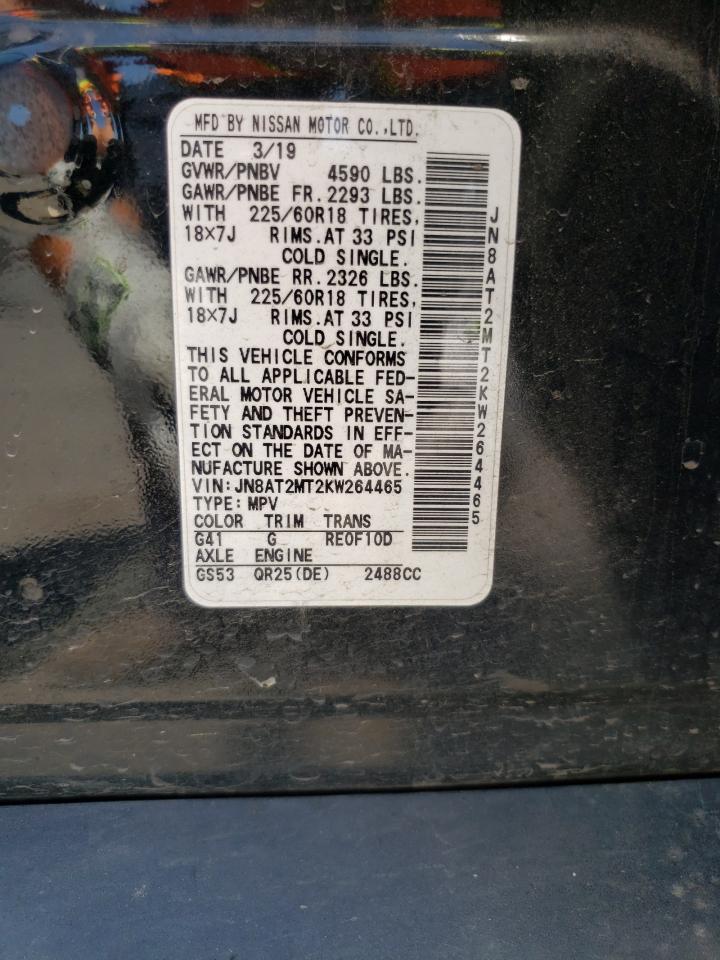 MFD BY NISSAN MOTOR CO.,LTD.
DATE 3/19
GVWR/PNBV 4590 LBS.
GAWR/PNBE FR. 2293 LBS.
WITH 225/60R18 TIRES,
18X7J RIMS.AT 33 PSI
COLD SINGLE.
GAWR/PNBE RR. 2326 LBS.
WITH 225/60R18 TIRES,
18X7J RIMS.AT 33 PSI
COLD SINGLE.
THIS VEHICLE CONFORMS
TO ALL APPLICABLE FED-
ERAL MOTOR VEHICLE SA-
FETY AND THEFT PREVEN-
TION STANDARDS IN EFF-
ECT ON THE DATE OF MA-
NUFACTURE SHOWN ABOVE.
VIN: JN8AT2MT2KW264465
TYPE: MPV
COLOR TRIM TRANS
G41 G RE0F10D
AXLE ENGINE
GS53 QR25(DE) 2488CC
JN8AT2MT2KW264465